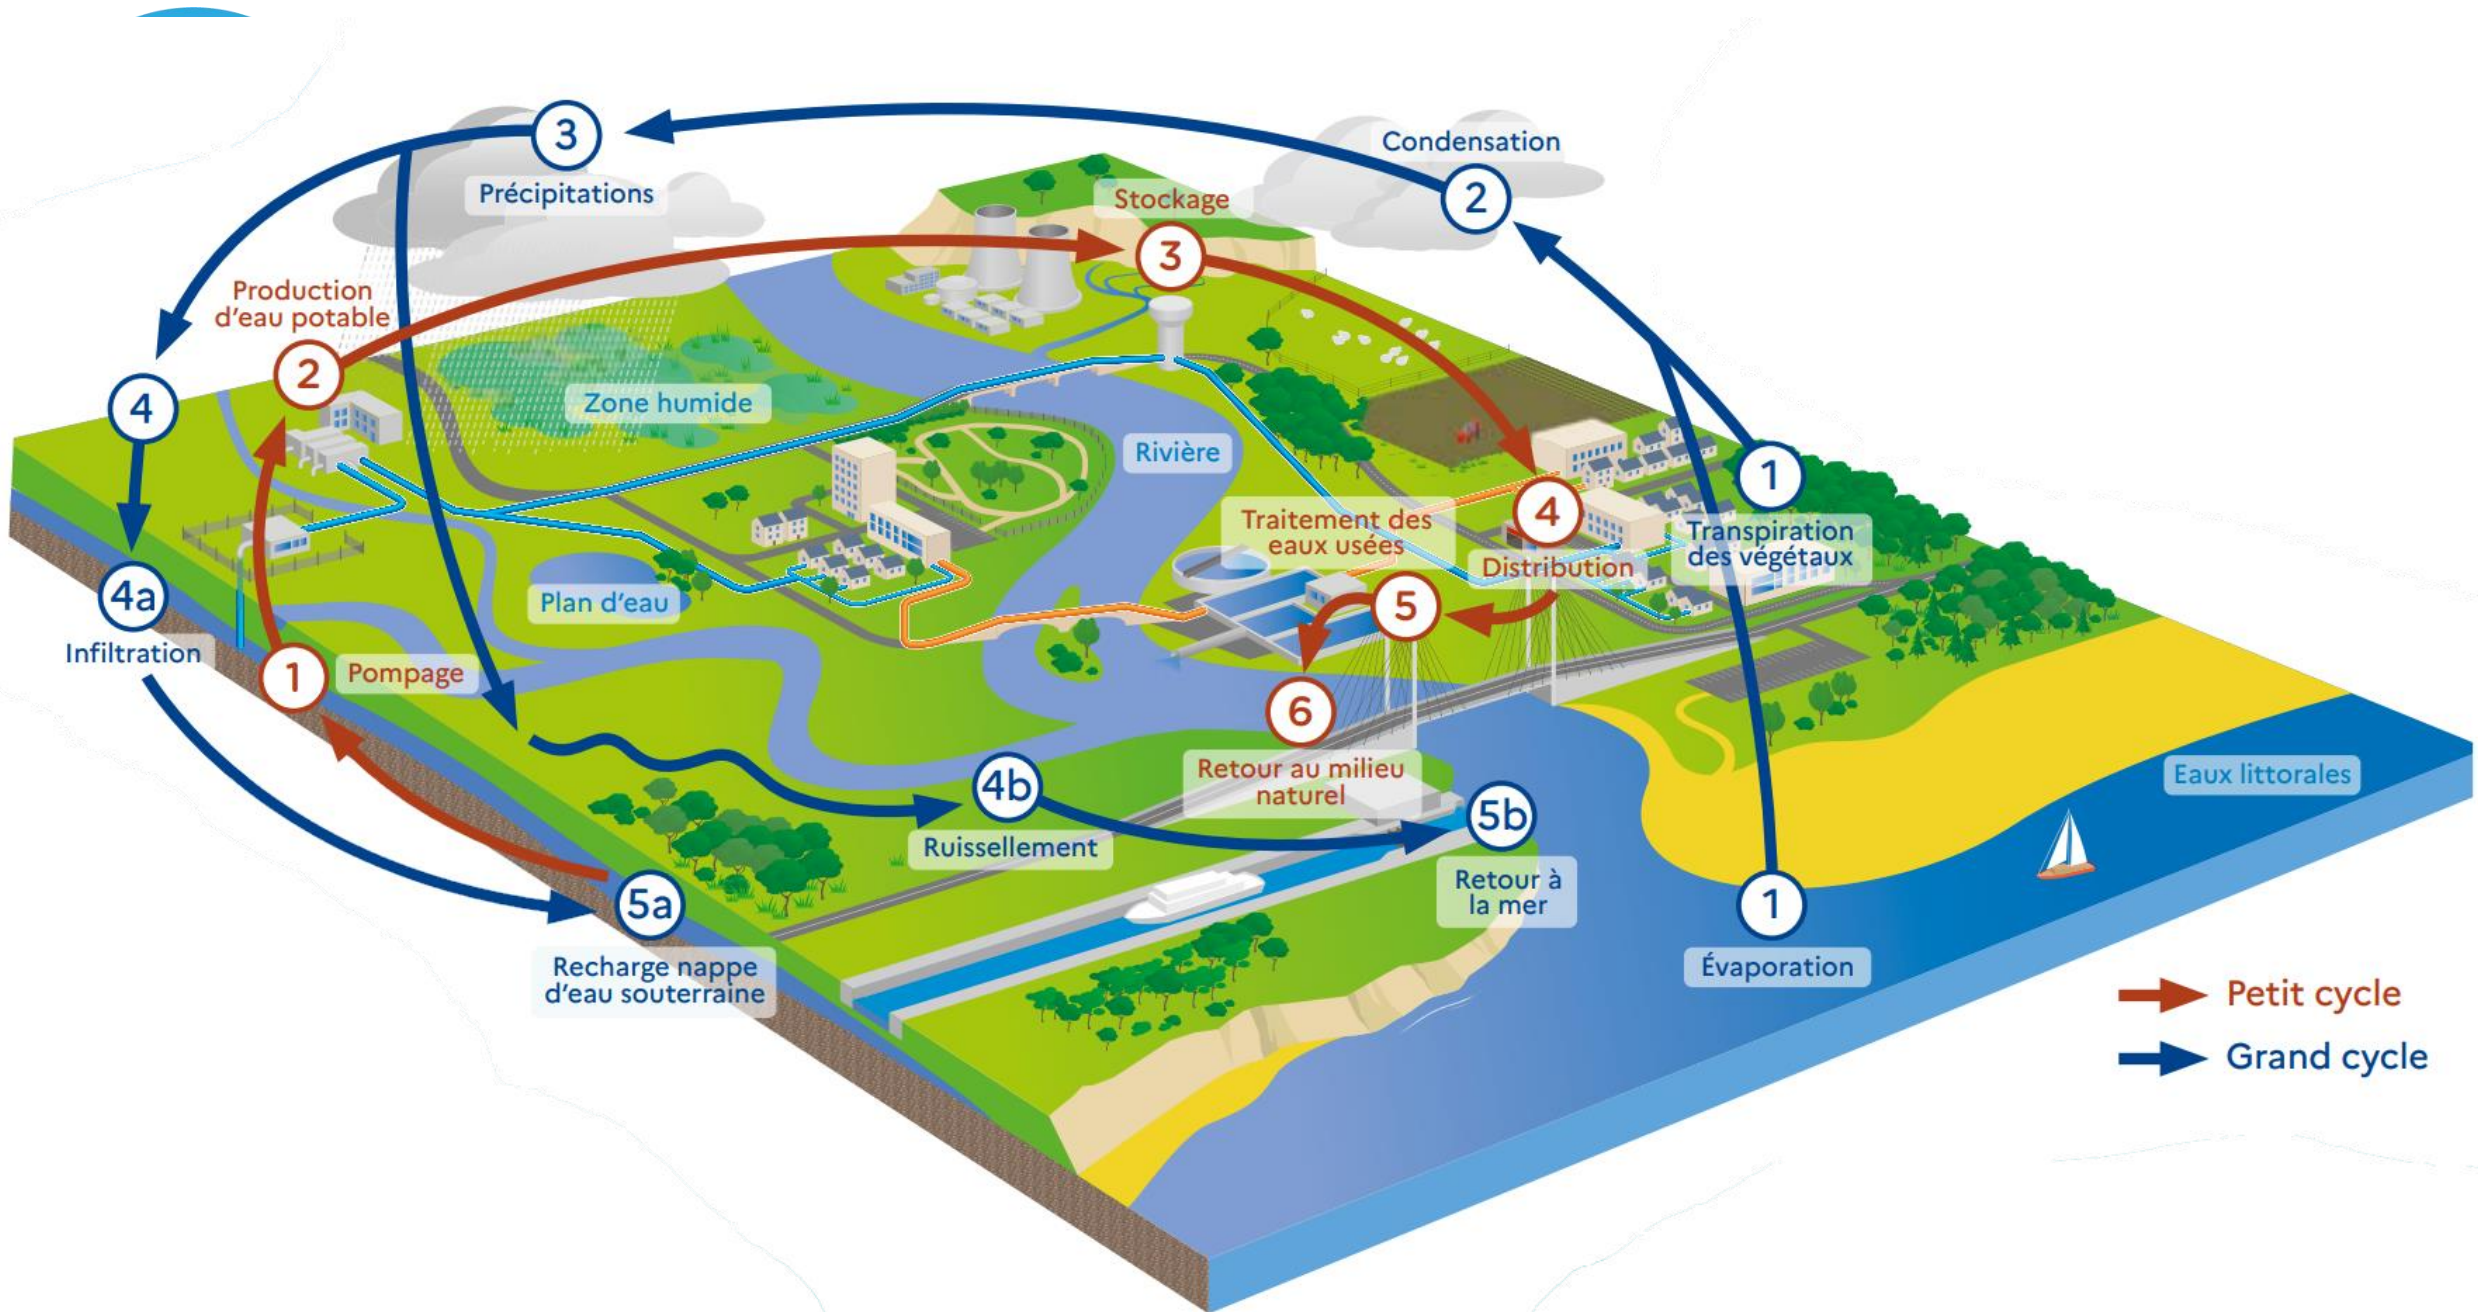 3
Précipitations
Condensation
2
Stockage
3
Production
d'eau potable
2
4
Zone humide
Rivière
1
Transpiration
des végétaux
4
Distribution
Traitement des
eaux usées
5
4a
Infiltration
1
Pompage
Plan d'eau
6
Retour au milieu
naturel
4b
Ruissellement
5b
Retour à
la mer
Eaux littorales
5a
Recharge nappe
d'eau souterraine
1
Évaporation
Petit cycle
Grand cycle